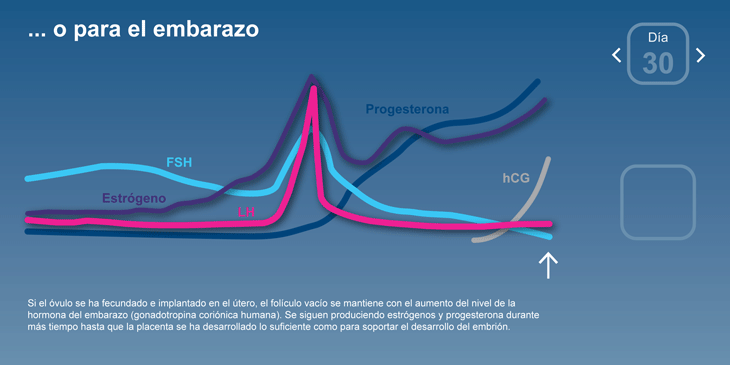 ... o para el embarazo
Día
30
Progesterona
FSH
hCG
Estrógeno
LH
Si el óvulo se ha fecundado e implantado en el útero, el folículo vacío se mantiene con el aumento del nivel de la
hormona del embarazo (gonadotropina coriónica humana). Se siguen produciendo estrógenos y progesterona durante
más tiempo hasta que la placenta se ha desarrollado lo suficiente como para soportar el desarrollo del embrión.